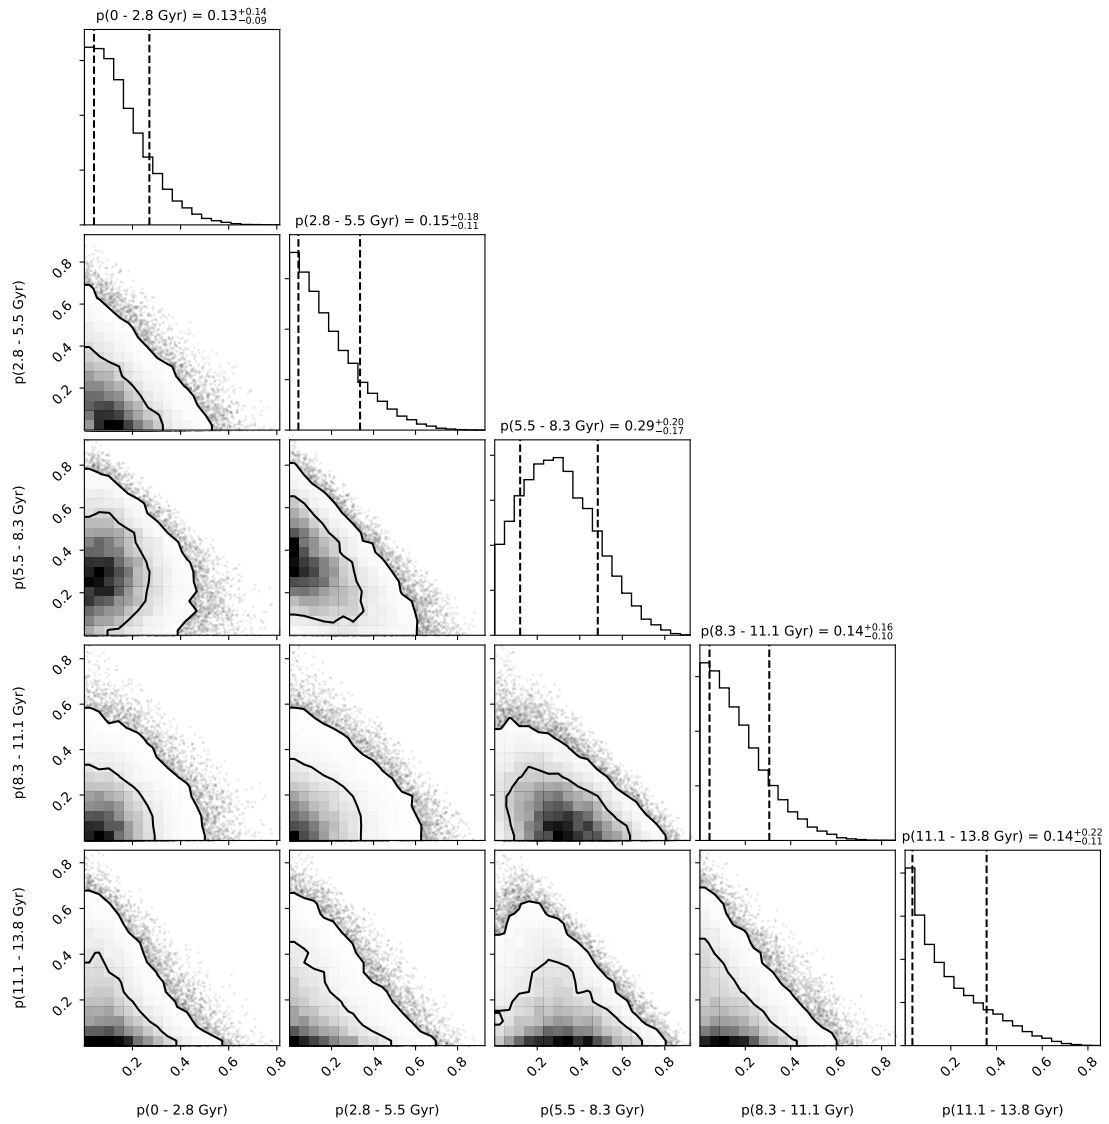 p(0 - 2.8 Gyr) = 0.13+0.14−0.09
p(2.8 - 5.5 Gyr) = 0.15+0.18−0.11
0.8
0.6
0.4
0.2
p(2.8 - 5.5 Gyr)
p(5.5 - 8.3 Gyr) = 0.29+0.20−0.17
0.8
0.6
0.4
0.2
p(5.5 - 8.3 Gyr)
p(8.3 - 11.1 Gyr) = 0.14+0.16−0.10
0.8
0.6
0.4
0.2
p(8.3 - 11.1 Gyr)
p(11.1 - 13.8 Gyr) = 0.14+0.22−0.11
0.8
0.6
0.4
0.2
p(11.1 - 13.8 Gyr)
0.2 0.4 0.6 0.8 0.2 0.4 0.6 0.8 0.2 0.4 0.6 0.8 0.2 0.4 0.6 0.8 0.2 0.4 0.6 0.8
p(0 - 2.8 Gyr) p(2.8 - 5.5 Gyr) p(5.5 - 8.3 Gyr) p(8.3 - 11.1 Gyr) p(11.1 - 13.8 Gyr)